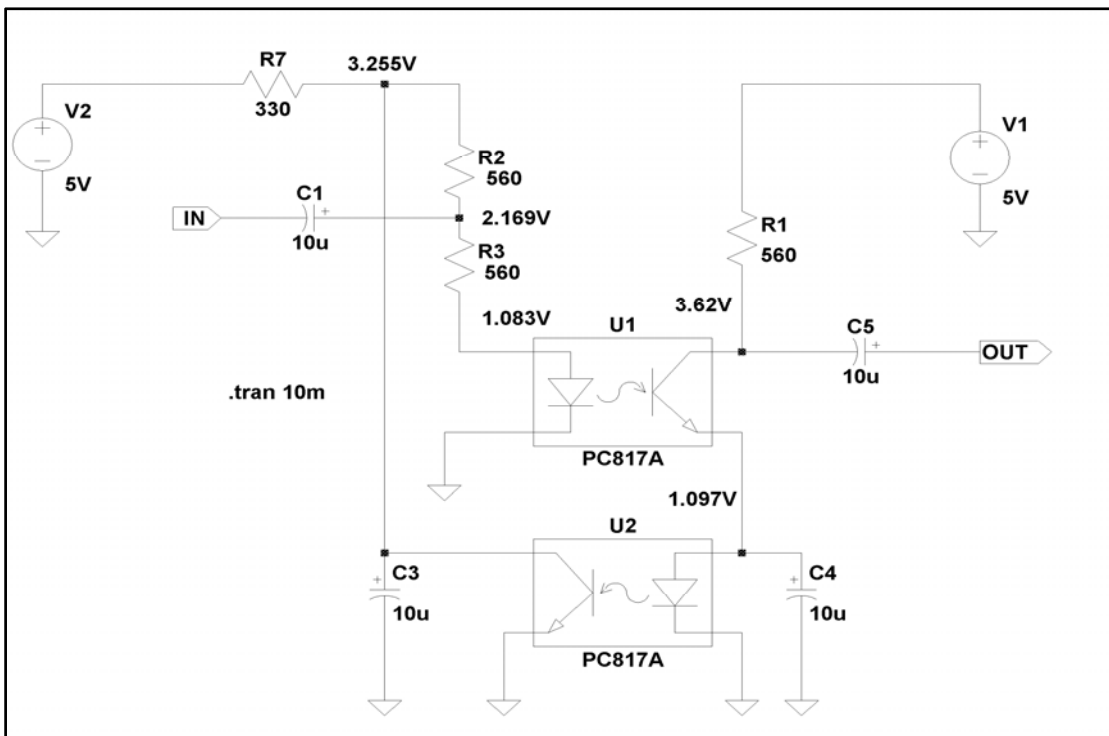 R7
3.255V
330
V2
5V
R2
560
C1
IN
10u
2.169V
R3
560
1.083V
V1
5V
R1
560
3.62V
U1
C5
10u
OUT
.tran 10m
PC817A
1.097V
U2
C3
10u
C4
10u
PC817A